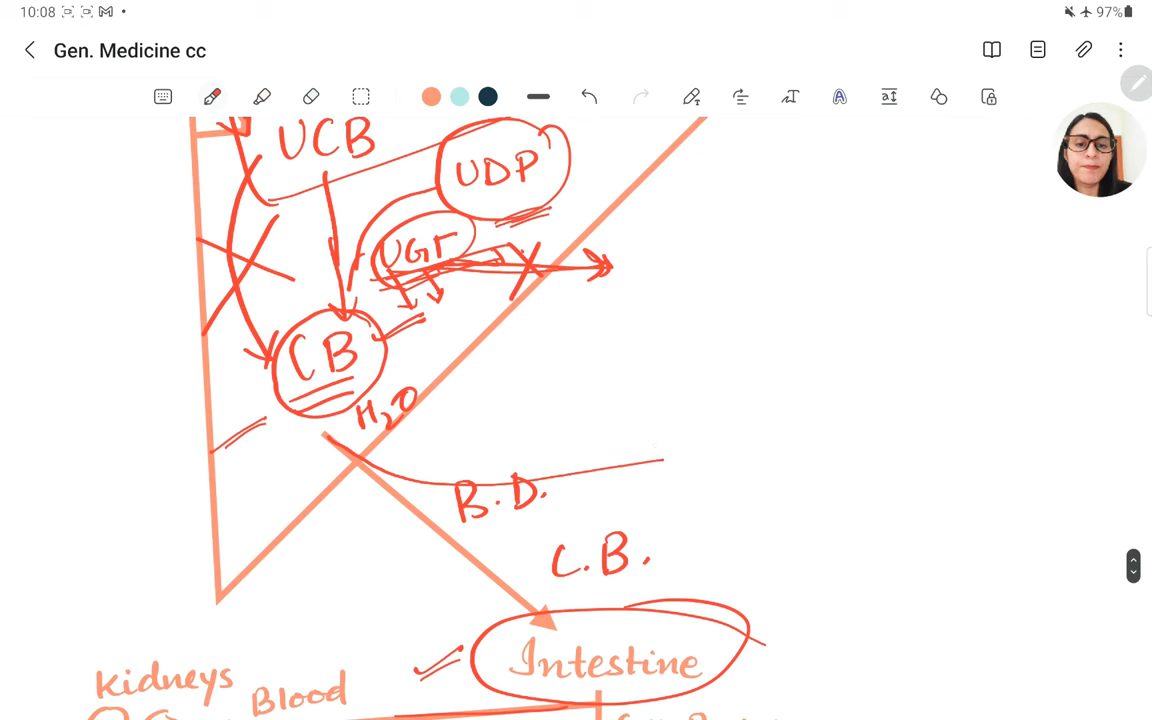 10:08
97%
Gen. Medicine cc
UCB
UDP
UGT
CB
H₂O
B.D.
C.B.
Intestine
Kidneys
Blood